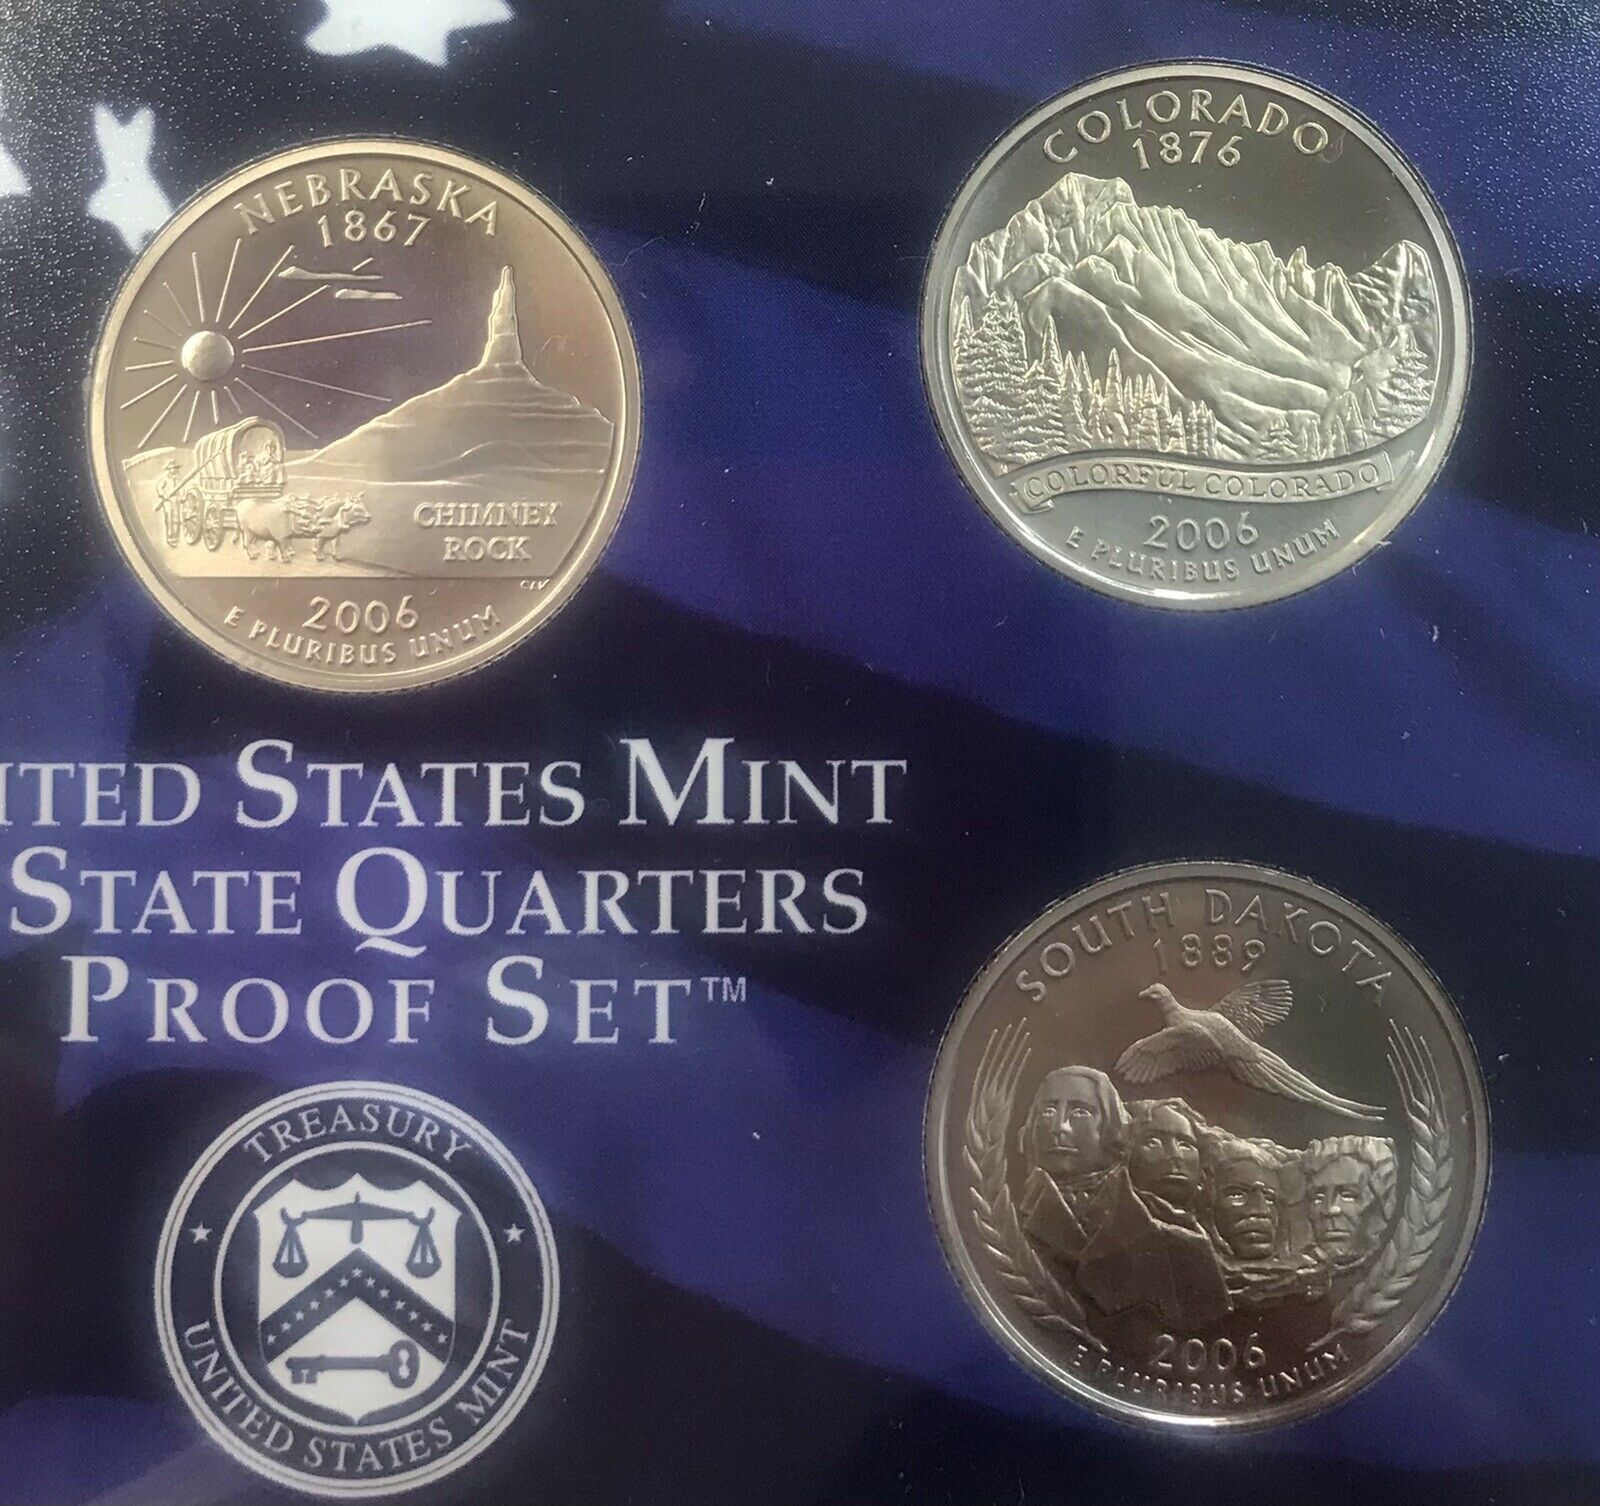 NEBRASKA
1867
CHIMNEY
ROCK
2006
E PLURIBUS UNUM
COLORADO
1876
COLORFUL COLORADO
2006
E PLURIBUS UNUM
ITED STATES MINT
STATE QUARTERS
PROOF SET™
SOUTH DAKOTA
1889
2006
E PLURIBUS UNUM
TREASURY
UNITED STATES MINT